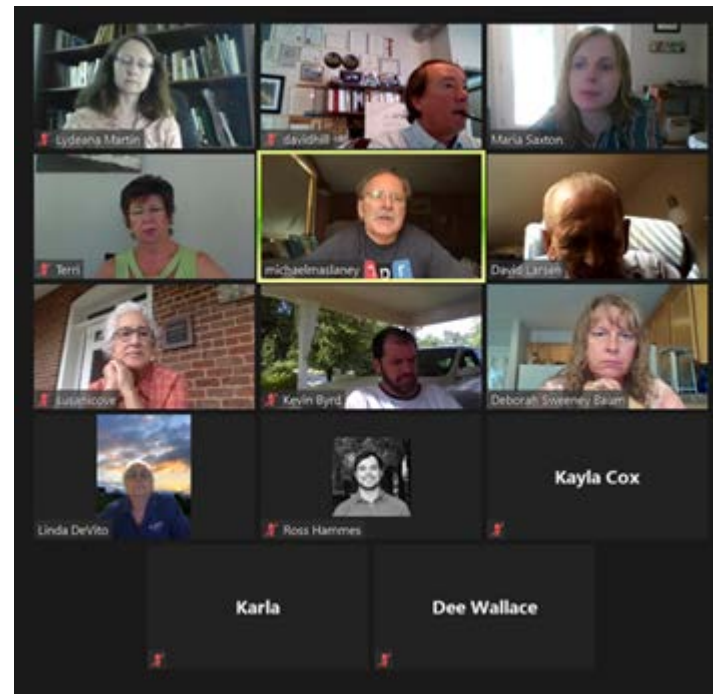 Lydeana Martin
davidhill
Maria Saxton
Terri
michaelmaslaney
David Larsen
Kevin Byrd
Deborah Sweeney Baum
Linda DeVito
Ross Hammes
Kayla Cox
Karla
Dee Wallace